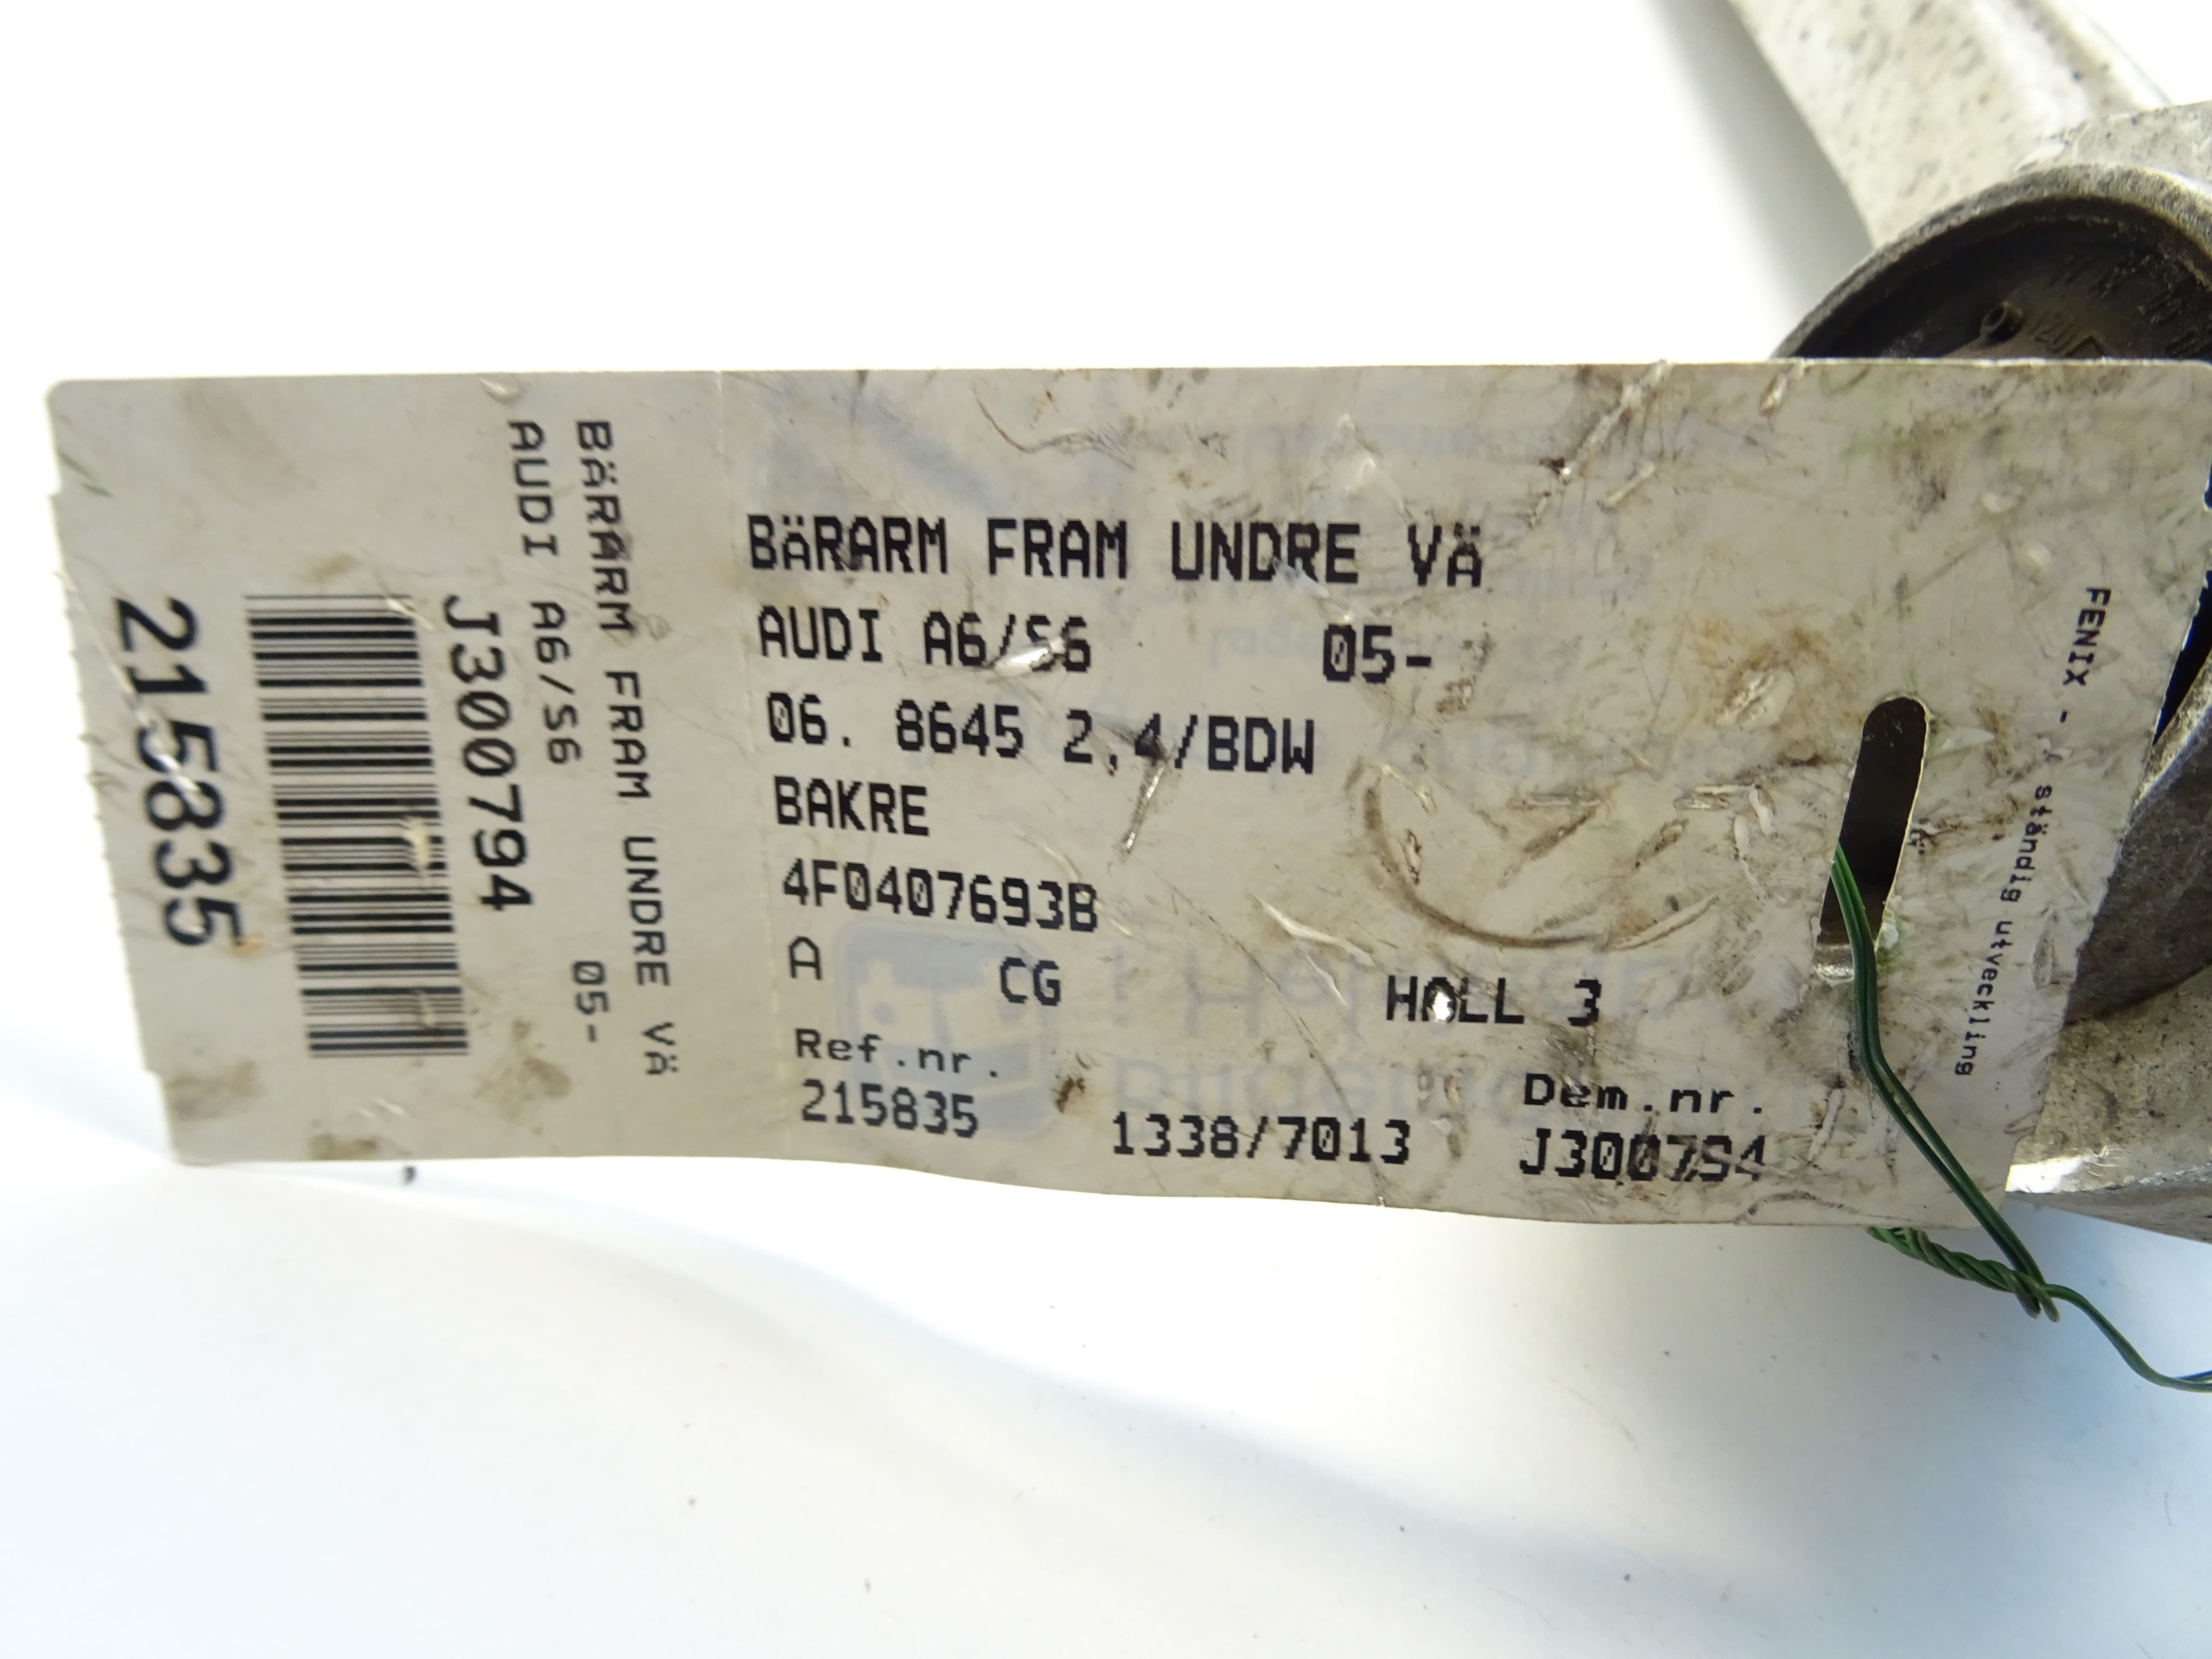 BÄRARM FRAM UNDRE VÄ
AUDI A6/S6 05-
06. 8645 2,4/BDW
BAKRE
4F0407693B
A CG HALL 3
Ref.nr. Dem.nr.
215835 1338/7013 J300794
BÄRARM FRAM UNDRE VÄ
AUDI A6/S6 05-
J300794
215835
FENIX - ständig utveckling